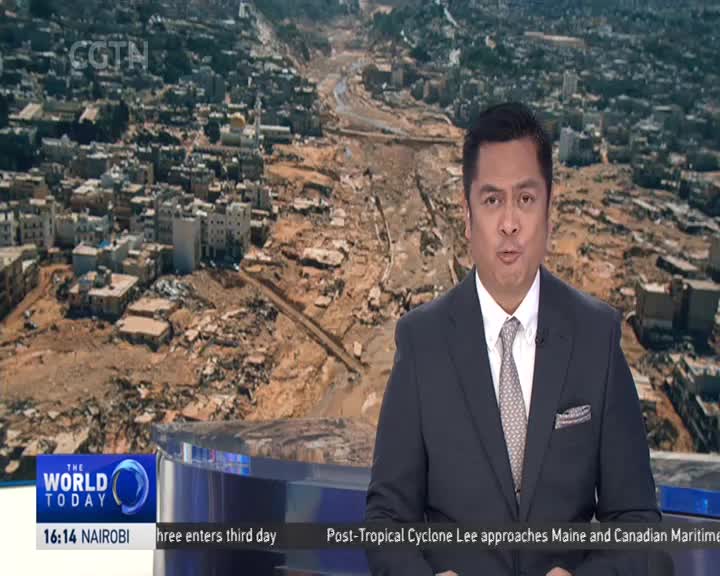 CGTN
THE
WORLD
TODAY
16:14 NAIROBI
hree enters third day Post-Tropical Cyclone Lee approaches Maine and Canadian Maritime